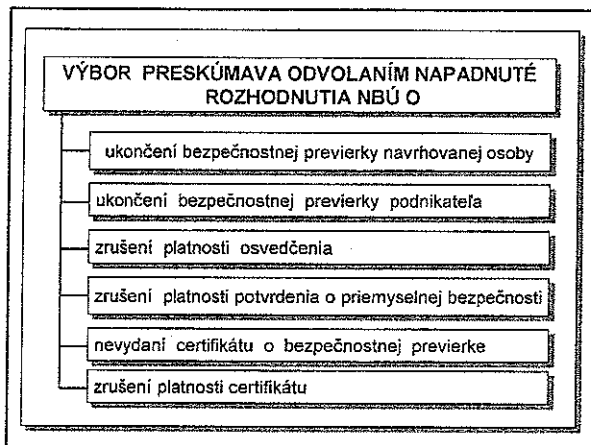 VÝBOR PRESKÚMAVA ODVOLANÍM NAPADNUTÉ
ROZHODNUTIA NBÚ O
ukončení bezpečnostnej previerky navrhovanej osoby
ukončení bezpečnostnej previerky podnikateľa
zrušení platnosti osvedčenia
zrušení platnosti potvrdenia o priemyselnej bezpečnosti
nevydaní certifikátu o bezpečnostnej previerke
zrušení platnosti certifikátu